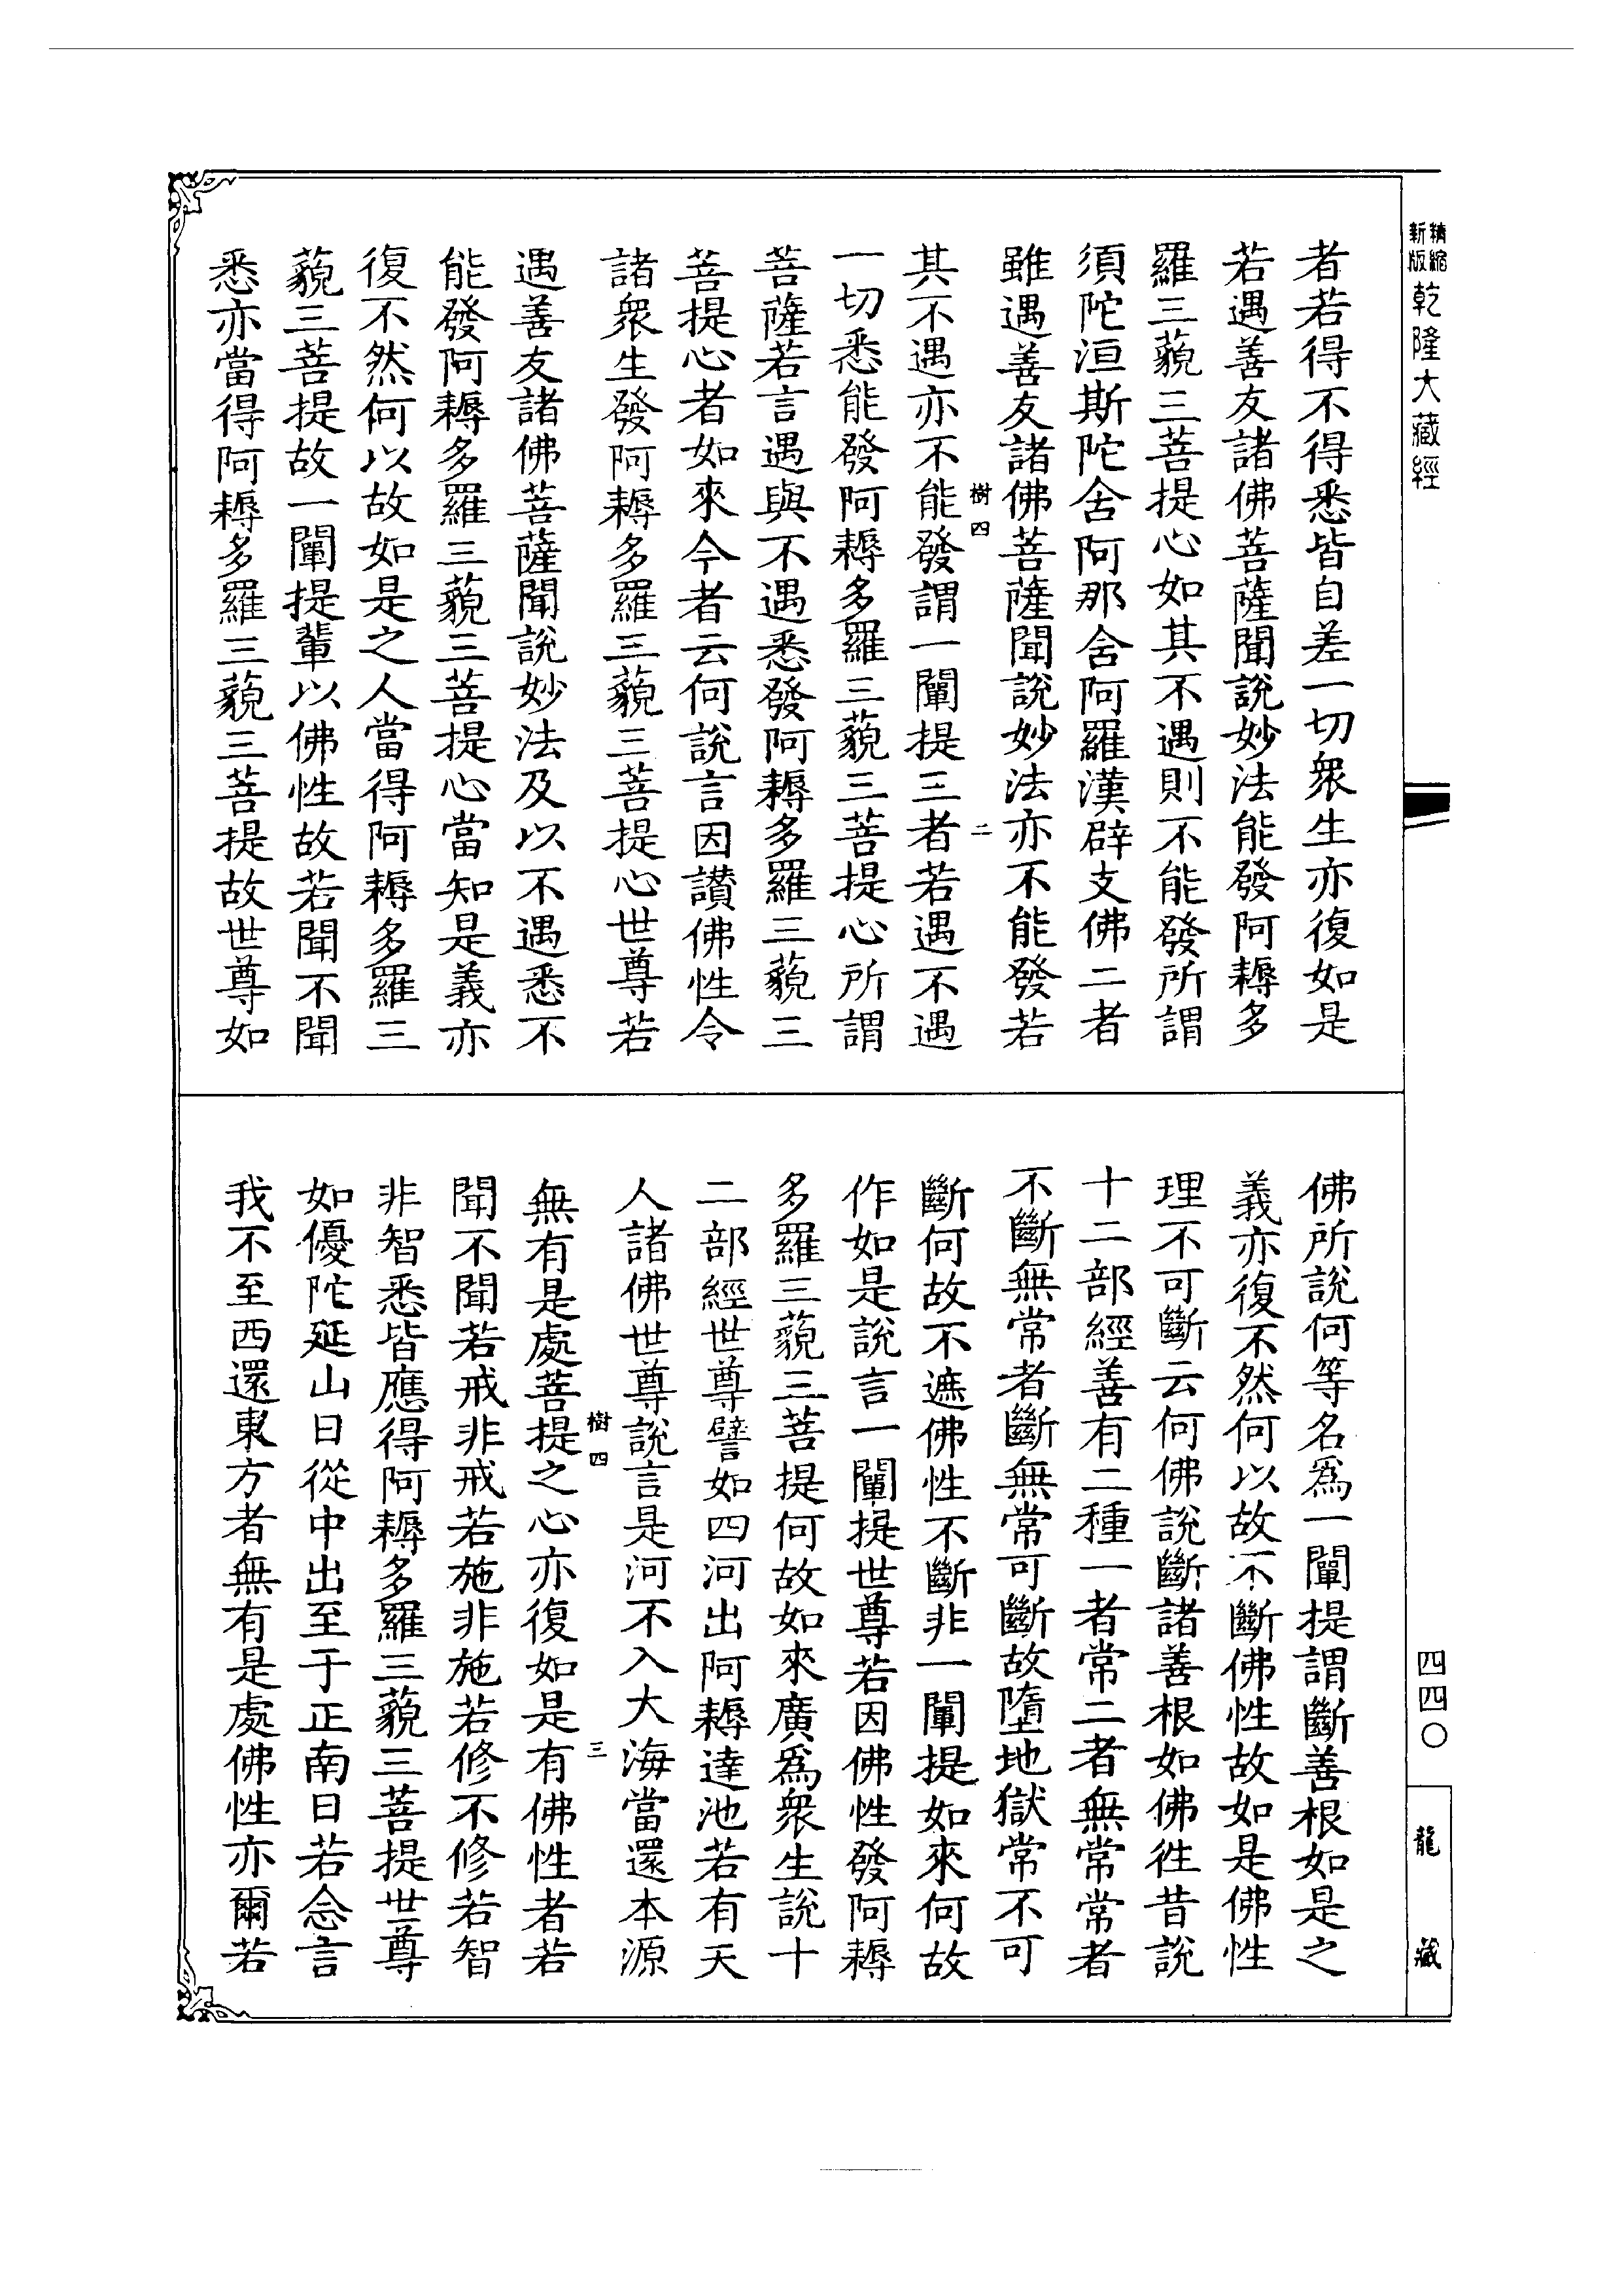 精縮新版乾隆大藏經
者若得不得悉皆自差一切衆生亦復如是
若遇善友諸佛菩薩聞說妙法能發阿耨多
羅三藐三菩提心如其不遇則不能發所謂
須陀洹斯陀舍阿那舍阿羅漢辟支佛二者
雖遇善友諸佛菩薩聞說妙法亦不能發若
樹四 二
其不遇亦不能發謂一闡提三者若遇不遇
一切悉能發阿耨多羅三藐三菩提心所謂
菩薩若言遇與不遇悉發阿耨多羅三藐三
菩提心者如來今者云何說言因讚佛性令
諸衆生發阿耨多羅三藐三菩提心世尊若
遇善友諸佛菩薩聞說妙法及以不遇悉不
能發阿耨多羅三藐三菩提心當知是義亦
復不然何以故如是之人當得阿耨多羅三
藐三菩提故一闡提輩以佛性故若聞不聞
悉亦當得阿耨多羅三藐三菩提故世尊如
佛所說何等名爲一闡提謂斷善根如是之
義亦復不然何以故不斷佛性故如是佛性
理不可斷云何佛說斷諸善根如佛徃昔說
十二部經善有二種一者常二者無常常者
不斷無常者斷無常可斷故墮地獄常不可
斷何故不遮佛性不斷非一闡提如來何故
作如是說言一闡提世尊若因佛性發阿耨
多羅三藐三菩提何故如來廣爲衆生說十
二部經世尊譬如四河出阿耨達池若有天
人諸佛世尊說言是河不入大海當還本源
樹四 三
無有是處菩提之心亦復如是有佛性者若
聞不聞若戒非戒若施非施若修不修若智
非智悉皆應得阿耨多羅三藐三菩提世尊
如優陀延山日從中出至于正南日若念言
我不至西還東方者無有是處佛性亦爾若
四四〇
龍藏